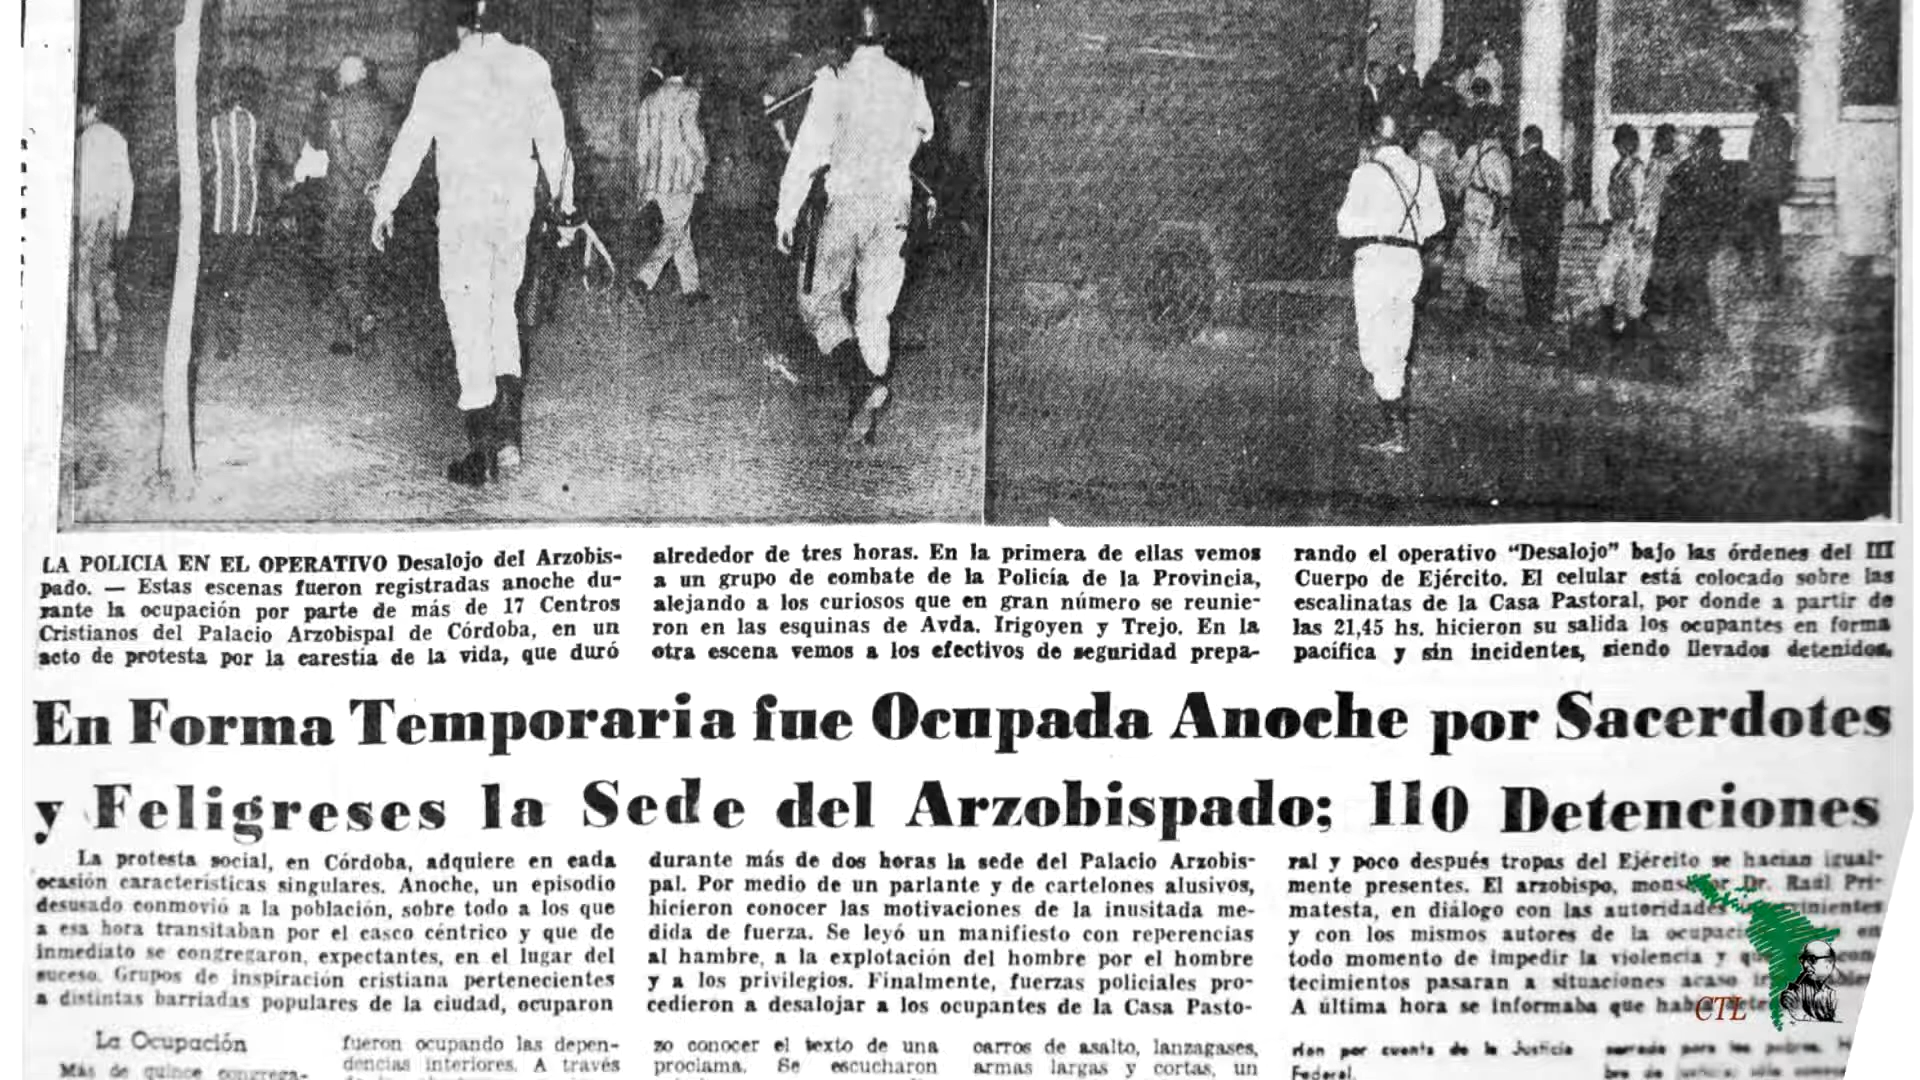 LA POLICIA EN EL OPERATIVO Desalojo del Arzobis-
pado. — Estas escenas fueron registradas anoche du-
rante la ocupación por parte de más de 17 Centros
Cristianos del Palacio Arzobispal de Córdoba, en un
acto de protesta por la carestía de la vida, que duró
alrededor de tres horas. En la primera de ellas vemos
a un grupo de combate de la Policía de la Provincia,
alejando a los curiosos que en gran número se reunie-
ron en las esquinas de Avda. Irigoyen y Trejo. En la
otra escena vemos a los efectivos de seguridad prepa-
rando el operativo “Desalojo” bajo las órdenes del III
Cuerpo de Ejército. El celular está colocado sobre las
escalinatas de la Casa Pastoral, por donde a partir de
las 21,45 hs. hicieron su salida los ocupantes en forma
pacífica y sin incidentes, siendo llevados detenidos.
En Forma Temporaria fue Ocupada Anoche por Sacerdotes
y Feligreses la Sede del Arzobispado; 110 Detenciones
La protesta social, en Córdoba, adquiere en cada
ocasión características singulares. Anoche, un episodio
desusado conmovió a la población, sobre todo a los que
a esa hora transitaban por el casco céntrico y que de
inmediato se congregaron, expectantes, en el lugar del
suceso. Grupos de inspiración cristiana pertenecientes
a distintas barriadas populares de la ciudad, ocuparon
durante más de dos horas la sede del Palacio Arzobis-
pal. Por medio de un parlante y de cartelones alusivos,
hicieron conocer las motivaciones de la inusitada me-
dida de fuerza. Se leyó un manifiesto con reperencias
al hambre, a la explotación del hombre por el hombre
y a los privilegios. Finalmente, fuerzas policiales pro-
cedieron a desalojar a los ocupantes de la Casa Pasto-
ral y poco después tropas del Ejército se hacían igual-
mente presentes. El arzobispo, Dr. Raúl Pri-
matesta, en diálogo con las autoridades
y con los mismos autores de la en
todo momento de impedir la violencia y
tecimientos pasaran a situaciones acaso
A última hora se informaba que
CTL
La Ocupación
Más de quince congrega-
fueron ocupando las depen-
dencias interiores. A través
zo conocer el texto de una
proclama. Se escucharon
carros de asalto, lanzagases,
armas largas y cortas, un
rían por cuenta de la Justicia
Federal.
para los